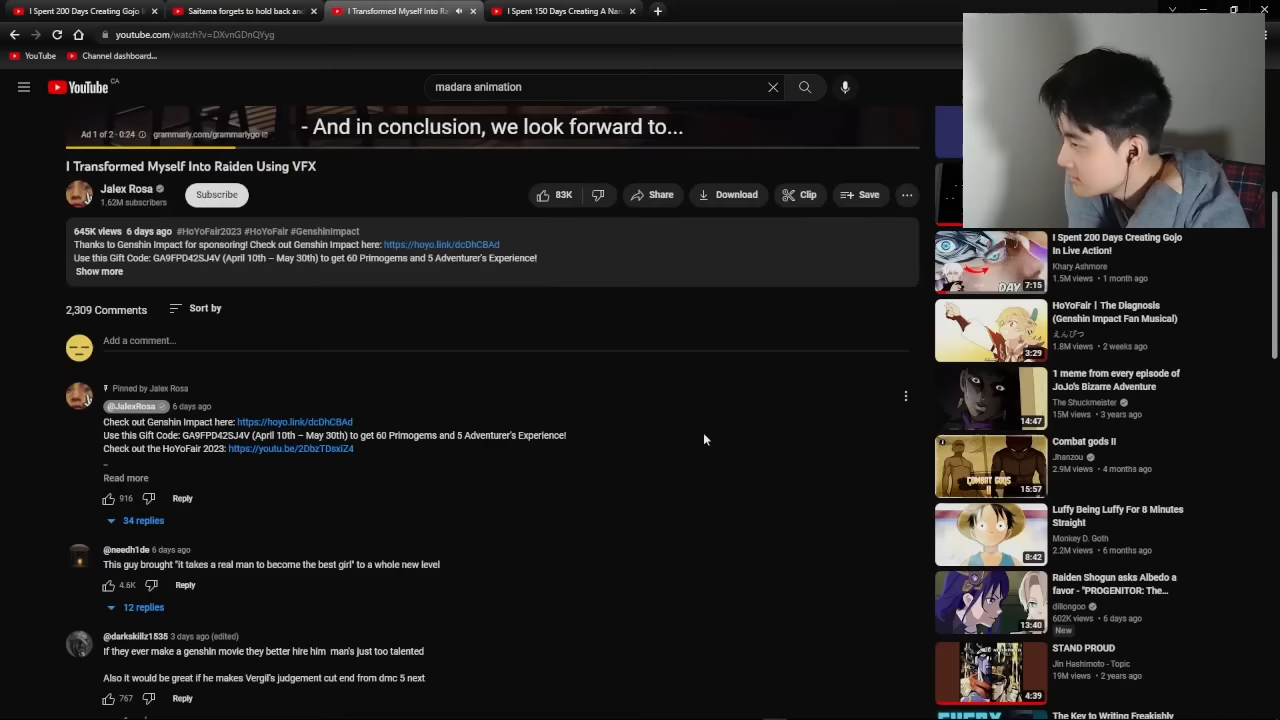 I Spent 200 Days Creating Gojo I
Saitama forgets to hold back and
I Transformed Myself Into Ra
I Spent 150 Days Creating A Nar
youtube.com/watch?v=DXvnGDnQYyg
YouTube
Channel dashboard...
YouTube CA
madara animation
Ad 1 of 2 · 0:24 grammarly.com/grammarlygo
- And in conclusion, we look forward to...
I Transformed Myself Into Raiden Using VFX
Jalex Rosa
1.62M subscribers
Subscribe
83K
Share
Download
Clip
Save
645K views 6 days ago #HoYoFair2023 #HoYoFair #GenshinImpact
Thanks to Genshin Impact for sponsoring! Check out Genshin Impact here: https://hoyo.link/dcDhCBAd
Use this Gift Code: GA9FPD42SJ4V (April 10th – May 30th) to get 60 Primogems and 5 Adventurer's Experience!
Show more
2,309 Comments
Sort by
Add a comment...
Pinned by Jalex Rosa
@JalexRosa 6 days ago
Check out Genshin Impact here: https://hoyo.link/dcDhCBAd
Use this Gift Code: GA9FPD42SJ4V (April 10th – May 30th) to get 60 Primogems and 5 Adventurer's Experience!
Check out the HoYoFair 2023: https://youtu.be/2DbzTDsxiZ4
_
Read more
916
Reply
34 replies
@needh1de 6 days ago
This guy brought "it takes a real man to become the best girl" to a whole new level
4.6K
Reply
12 replies
@darkskillz1535 3 days ago (edited)
If they ever make a genshin movie they better hire him man's just too talented
Also it would be great if he makes Vergil's judgement cut end from dmc 5 next
767
Reply
DAY
7:15
I Spent 200 Days Creating Gojo
In Live Action!
Khary Ashmore
1.5M views • 1 month ago
3:29
HoYoFair | The Diagnosis
(Genshin Impact Fan Musical)
えんぴつ
1.8M views • 2 weeks ago
14:47
1 meme from every episode of
JoJo's Bizarre Adventure
The Shuckmeister
15M views • 3 years ago
COMBAT GODS
II
15:57
Combat gods II
Jhanzou
2.9M views • 4 months ago
8:42
Luffy Being Luffy For 8 Minutes
Straight
Monkey D. Goth
2.2M views • 6 months ago
13:40
Raiden Shogun asks Albedo a
favor - "PROGENITOR: The...
dillongoo
602K views • 6 days ago
New
4:39
STAND PROUD
Jin Hashimoto - Topic
19M views • 2 years ago
The Key to Writing Freakishly